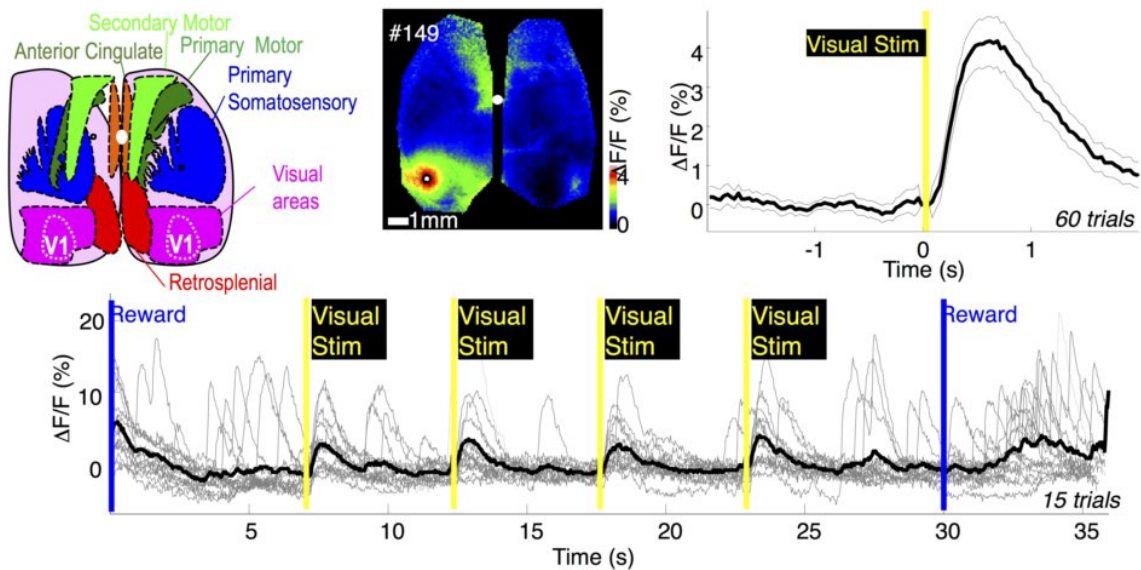 Secondary Motor
Anterior Cingulate
Primary Motor
Primary
Somatosensory
Visual
areas
V1
V1
Retrosplenial
#149
1mm
ΔF/F (%)
4
0
Visual Stim
ΔF/F (%)
4
3
2
1
0
-1
0
1
Time (s)
60 trials
Reward
Visual
Stim
Visual
Stim
Visual
Stim
Visual
Stim
Reward
ΔF/F (%)
20
10
0
5
10
15
20
25
30
35
Time (s)
15 trials